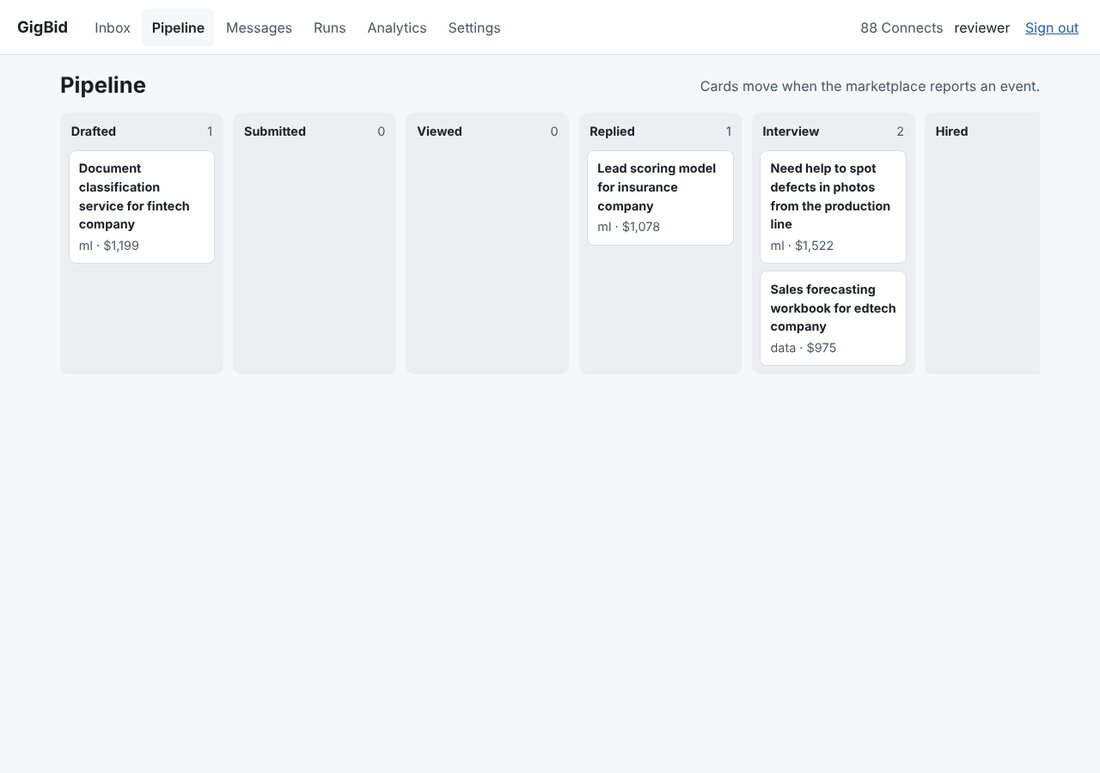 GigBid Inbox Pipeline Messages Runs Analytics Settings 88 Connects reviewer Sign out
Pipeline
Cards move when the marketplace reports an event.
Drafted 1
Document
classification
service for fintech
company
ml · $1,199
Submitted 0
Viewed 0
Replied 1
Lead scoring model
for insurance
company
ml · $1,078
Interview 2
Need help to spot
defects in photos
from the production
line
ml · $1,522
Sales forecasting
workbook for edtech
company
data · $975
Hired